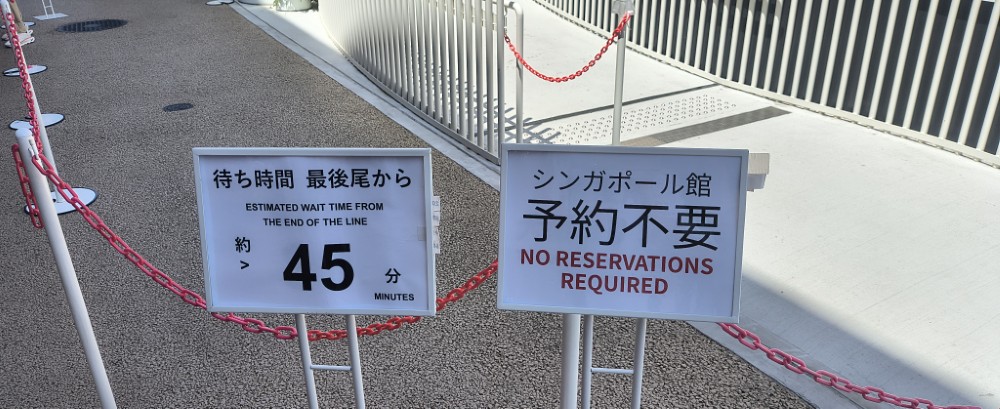 待ち時間 最後尾から
ESTIMATED WAIT TIME FROM
THE END OF THE LINE
約
>
45
分
MINUTES
シンガポール館
予約不要
NO RESERVATIONS
REQUIRED